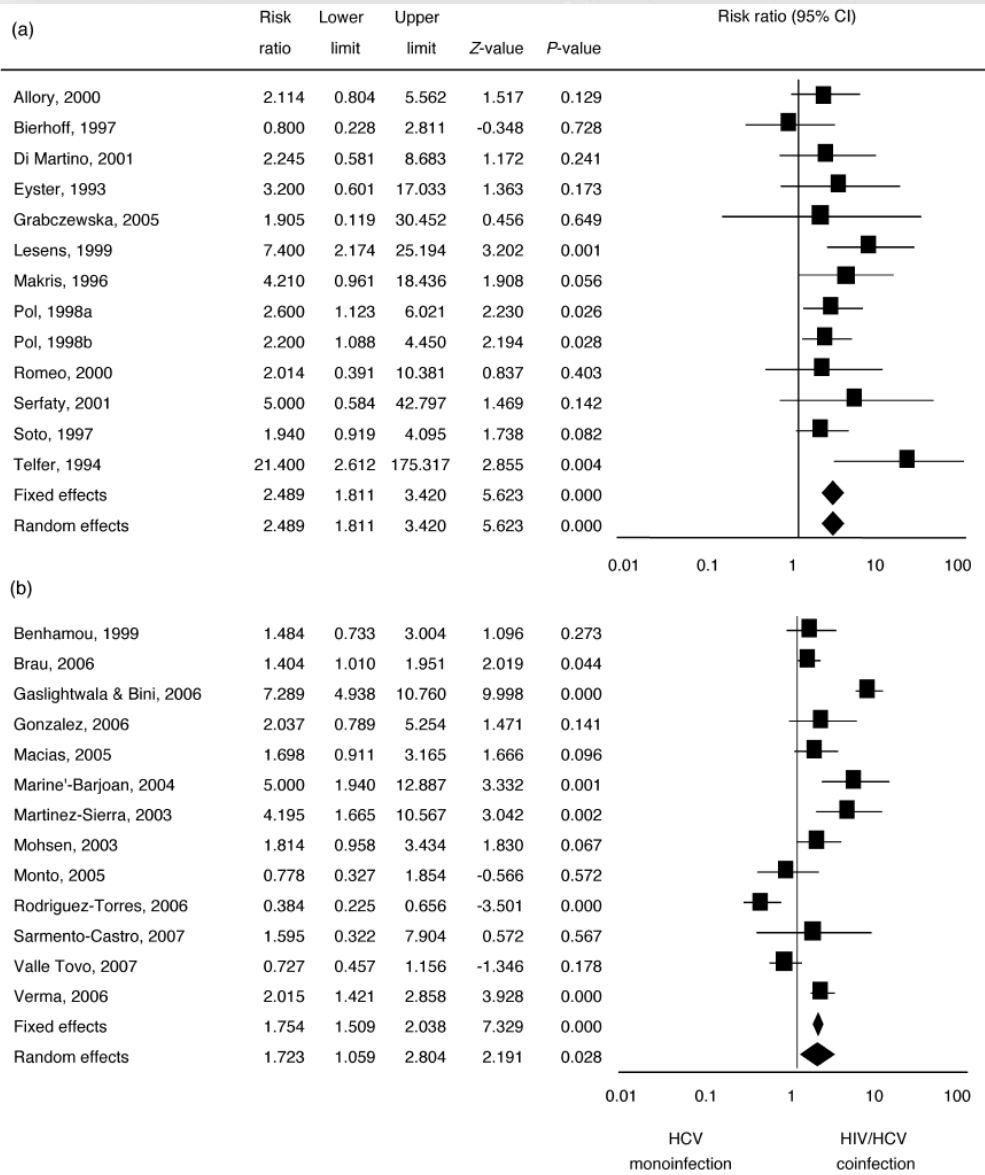 (a)
Risk Lower Upper Risk ratio (95% CI)
ratio limit limit Z-value P-value
Allory, 2000 2.114 0.804 5.562 1.517 0.129
Bierhoff, 1997 0.800 0.228 2.811 -0.348 0.728
Di Martino, 2001 2.245 0.581 8.683 1.172 0.241
Eyster, 1993 3.200 0.601 17.033 1.363 0.173
Grabczewska, 2005 1.905 0.119 30.452 0.456 0.649
Lesens, 1999 7.400 2.174 25.194 3.202 0.001
Makris, 1996 4.210 0.961 18.436 1.908 0.056
Pol, 1998a 2.600 1.123 6.021 2.230 0.026
Pol, 1998b 2.200 1.088 4.450 2.194 0.028
Romeo, 2000 2.014 0.391 10.381 0.837 0.403
Serfaty, 2001 5.000 0.584 42.797 1.469 0.142
Soto, 1997 1.940 0.919 4.095 1.738 0.082
Telfer, 1994 21.400 2.612 175.317 2.855 0.004
Fixed effects 2.489 1.811 3.420 5.623 0.000
Random effects 2.489 1.811 3.420 5.623 0.000
0.01 0.1 1 10 100
(b)
Benhamou, 1999 1.484 0.733 3.004 1.096 0.273
Brau, 2006 1.404 1.010 1.951 2.019 0.044
Gaslightwala & Bini, 2006 7.289 4.938 10.760 9.998 0.000
Gonzalez, 2006 2.037 0.789 5.254 1.471 0.141
Macias, 2005 1.698 0.911 3.165 1.666 0.096
Marine'-Barjoan, 2004 5.000 1.940 12.887 3.332 0.001
Martinez-Sierra, 2003 4.195 1.665 10.567 3.042 0.002
Mohsen, 2003 1.814 0.958 3.434 1.830 0.067
Monto, 2005 0.778 0.327 1.854 -0.566 0.572
Rodriguez-Torres, 2006 0.384 0.225 0.656 -3.501 0.000
Sarmento-Castro, 2007 1.595 0.322 7.904 0.572 0.567
Valle Tovo, 2007 0.727 0.457 1.156 -1.346 0.178
Verma, 2006 2.015 1.421 2.858 3.928 0.000
Fixed effects 1.754 1.509 2.038 7.329 0.000
Random effects 1.723 1.059 2.804 2.191 0.028
0.01 0.1 1 10 100
HCV HIV/HCV
monoinfection coinfection